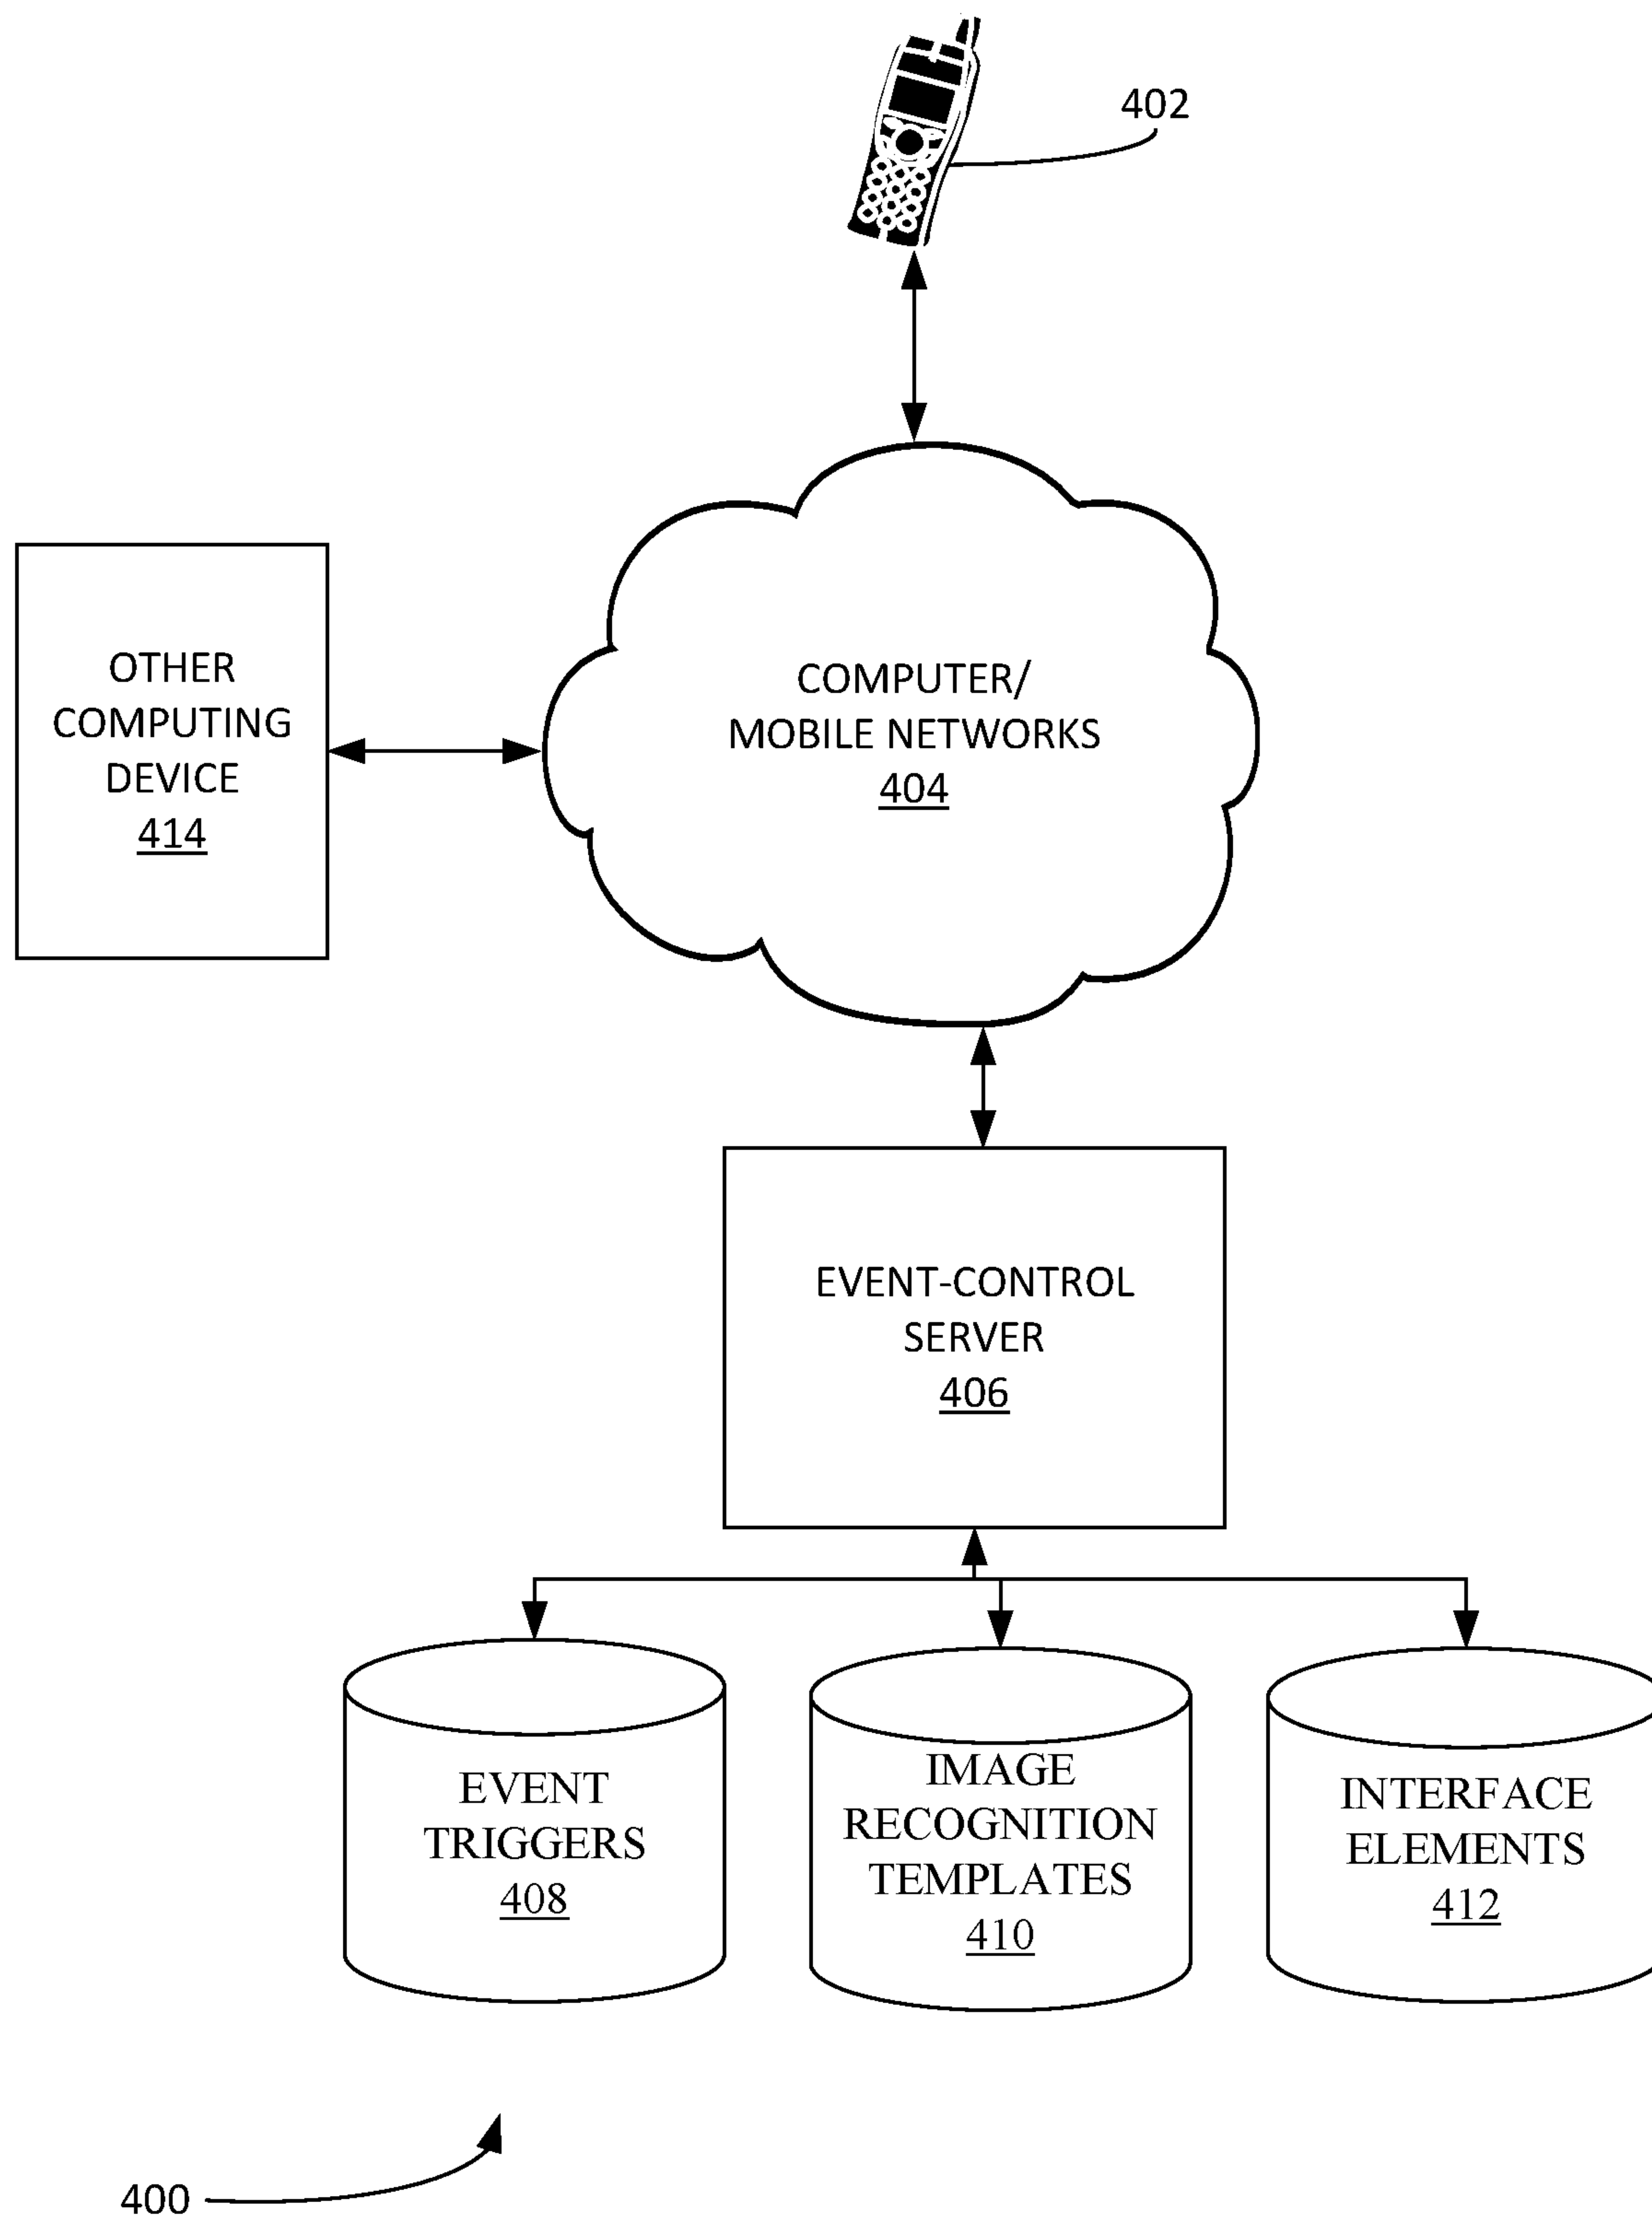 402
OTHER
COMPUTING
DEVICE
414
COMPUTER/
MOBILE NETWORKS
404
EVENT-CONTROL
SERVER
406
EVENT
TRIGGERS
408
IMAGE
RECOGNITION
TEMPLATES
410
INTERFACE
ELEMENTS
412
400